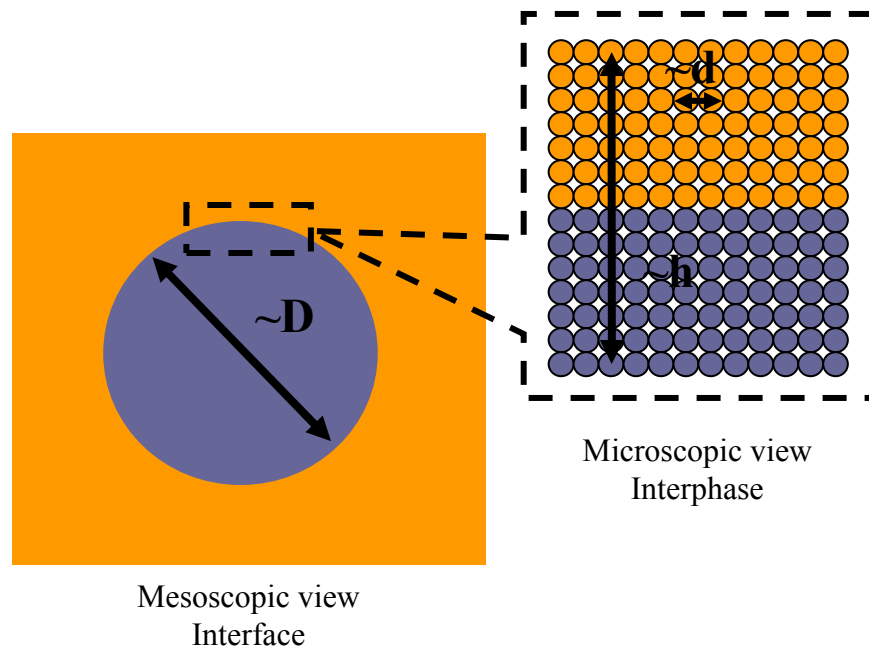 ~d
~h
~D
Microscopic view
Interphase
Mesoscopic view
Interface